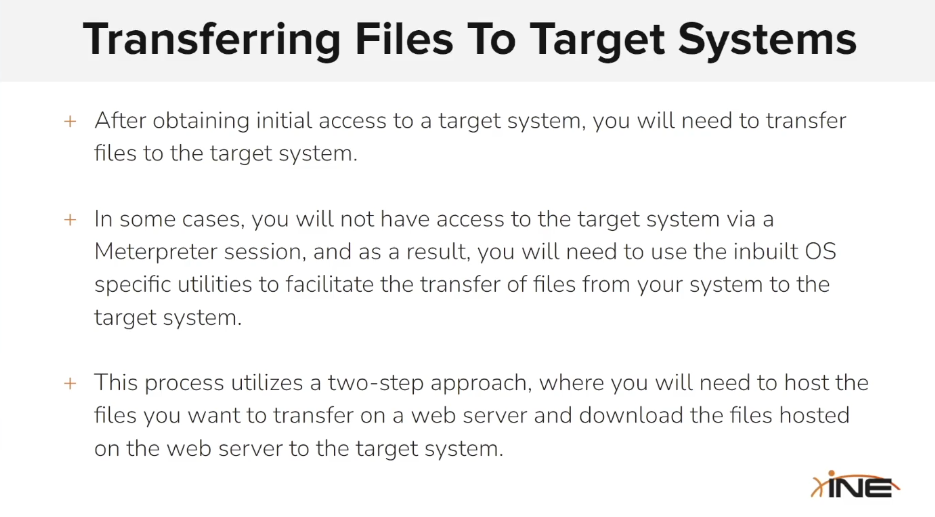 Transferring Files To Target Systems
+ After obtaining initial access to a target system, you will need to transfer
files to the target system.
+ In some cases, you will not have access to the target system via a
Meterpreter session, and as a result, you will need to use the inbuilt OS
specific utilities to facilitate the transfer of files from your system to the
target system.
+ This process utilizes a two-step approach, where you will need to host the
files you want to transfer on a web server and download the files hosted
on the web server to the target system.
iNE